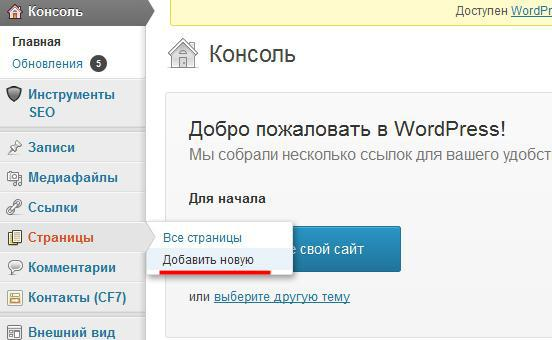 Консоль
Главная
Обновления 5
Инструменты
SEO
Записи
Медиафайлы
Ссылки
Страницы
Комментарии
Контакты (CF7)
Внешний вид
Все страницы
Добавить новую
Доступен WordP
Консоль
Добро пожаловать в WordPress!
Мы собрали несколько ссылок для вашего удобст
Для начала
е свой сайт
или выберите другую тему